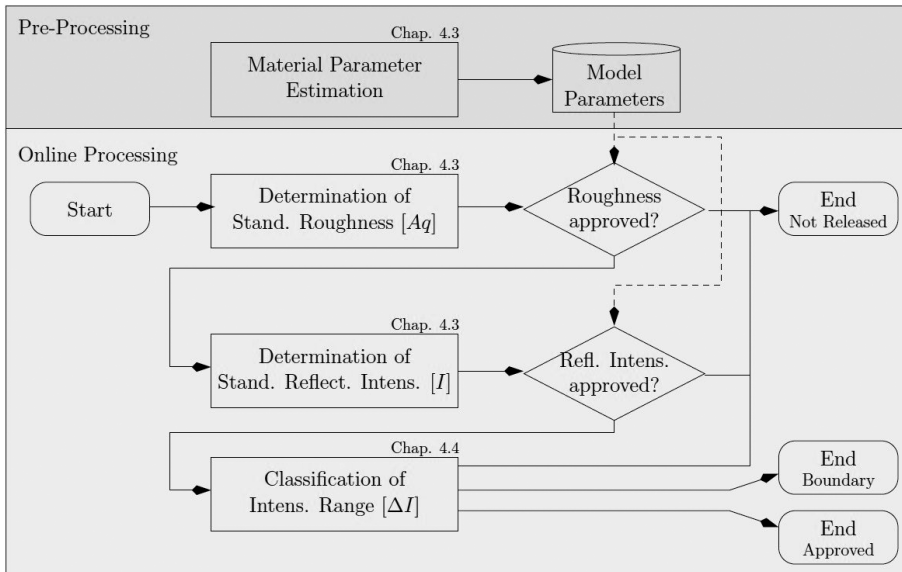 Pre-Processing
Chap. 4.3
Material Parameter
Estimation
Model
Parameters
Online Processing
Chap. 4.3
Start
Determination of
Stand. Roughness [Aq]
Roughness
approved?
End
Not Released
Chap. 4.3
Determination of
Stand. Reflect. Intens. [I]
Refl. Intens.
approved?
Chap. 4.4
Classification of
Intens. Range [ΔI]
End
Boundary
End
Approved